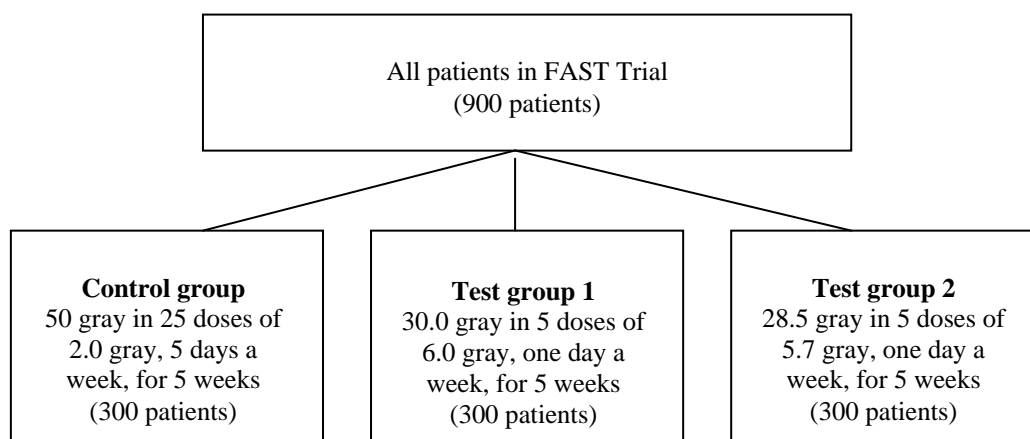 All patients in FAST Trial
(900 patients)
Control group
50 gray in 25 doses of
2.0 gray, 5 days a
week, for 5 weeks
(300 patients)
Test group 1
30.0 gray in 5 doses of
6.0 gray, one day a
week, for 5 weeks
(300 patients)
Test group 2
28.5 gray in 5 doses of
5.7 gray, one day a
week, for 5 weeks
(300 patients)